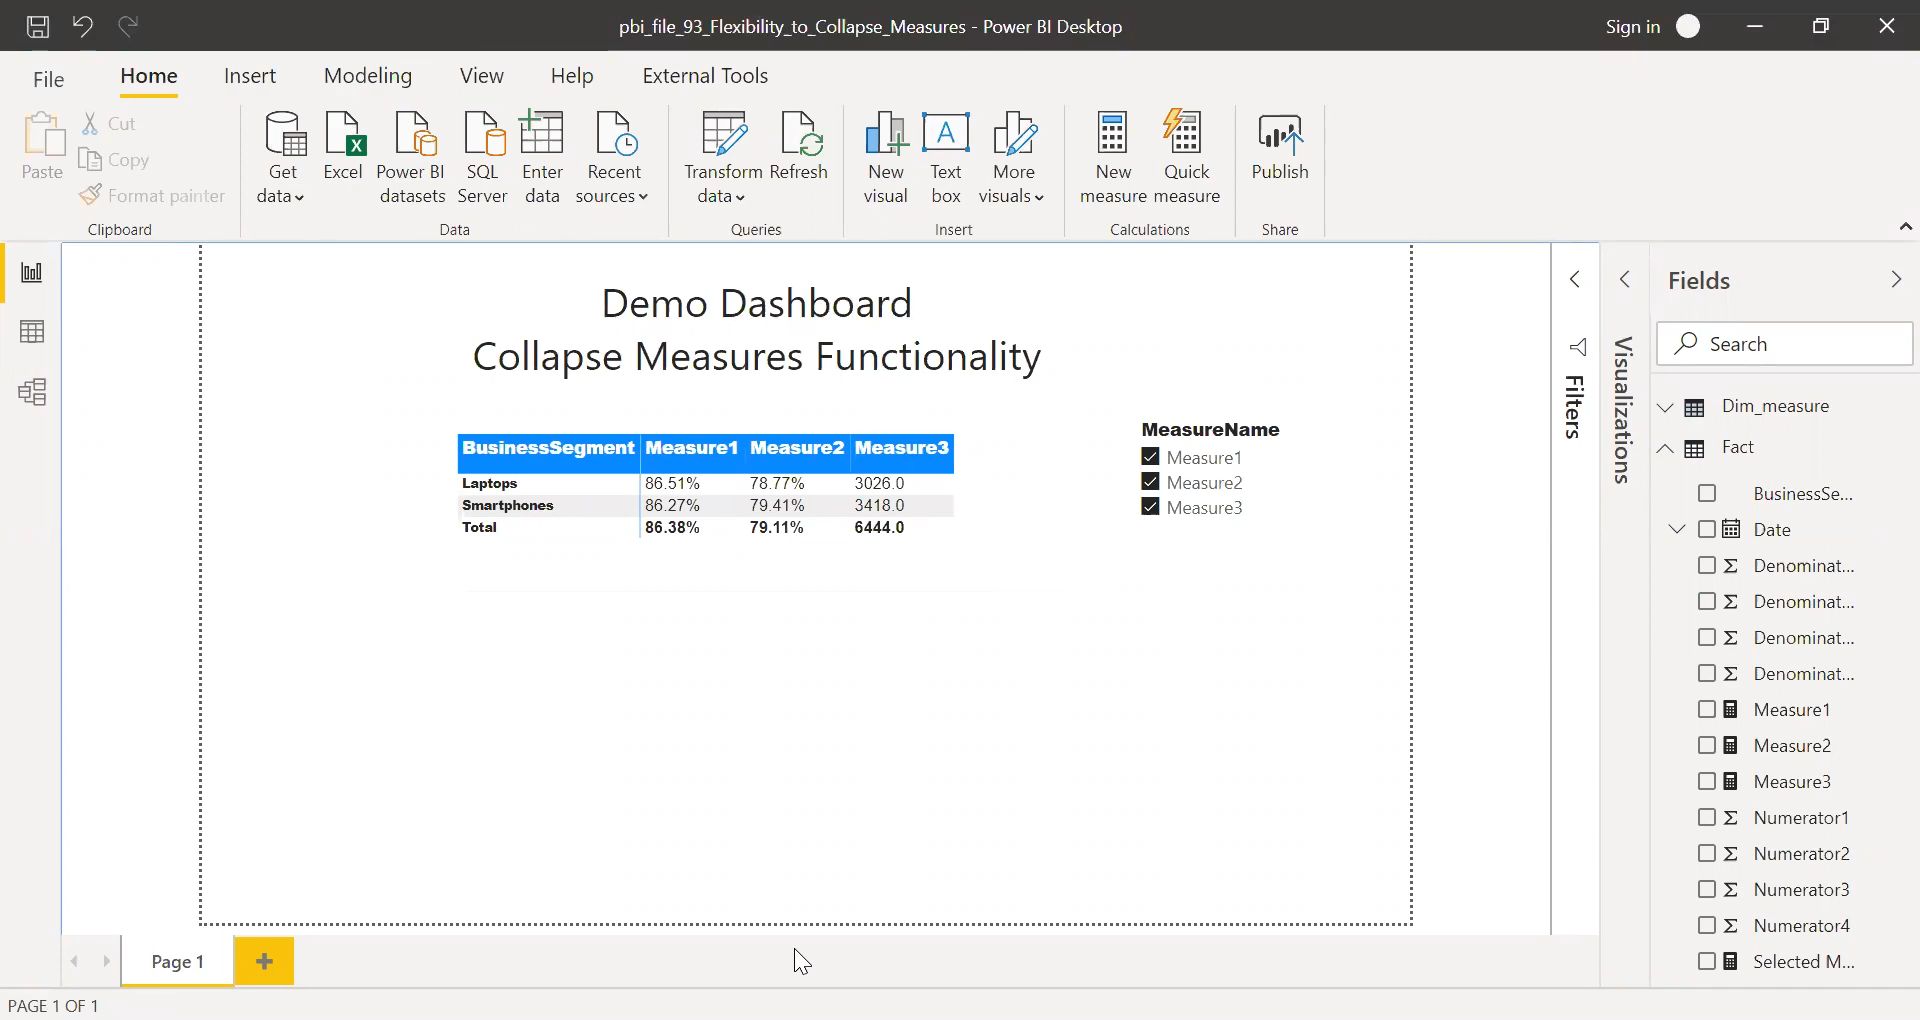 pbi_file_93_Flexibility_to_Collapse_Measures - Power BI Desktop
Sign in
File Home Insert Modeling View Help External Tools
Paste
Cut
Copy
Format painter
Clipboard
Get data
Excel
Power BI datasets
SQL Server
Enter data
Recent sources
Data
Transform data
Refresh
Queries
New visual
A
Text box
More visuals
Insert
New measure
Quick measure
Calculations
Publish
Share
Demo Dashboard
Collapse Measures Functionality
BusinessSegment Measure1 Measure2 Measure3
Laptops 86.51% 78.77% 3026.0
Smartphones 86.27% 79.41% 3418.0
Total 86.38% 79.11% 6444.0
MeasureName
Measure1
Measure2
Measure3
Filters
Visualizations
Fields
Search
Dim_measure
Fact
BusinessSe...
Date
Σ Denominat...
Σ Denominat...
Σ Denominat...
Σ Denominat...
Measure1
Measure2
Measure3
Σ Numerator1
Σ Numerator2
Σ Numerator3
Σ Numerator4
Selected M...
Page 1
PAGE 1 OF 1